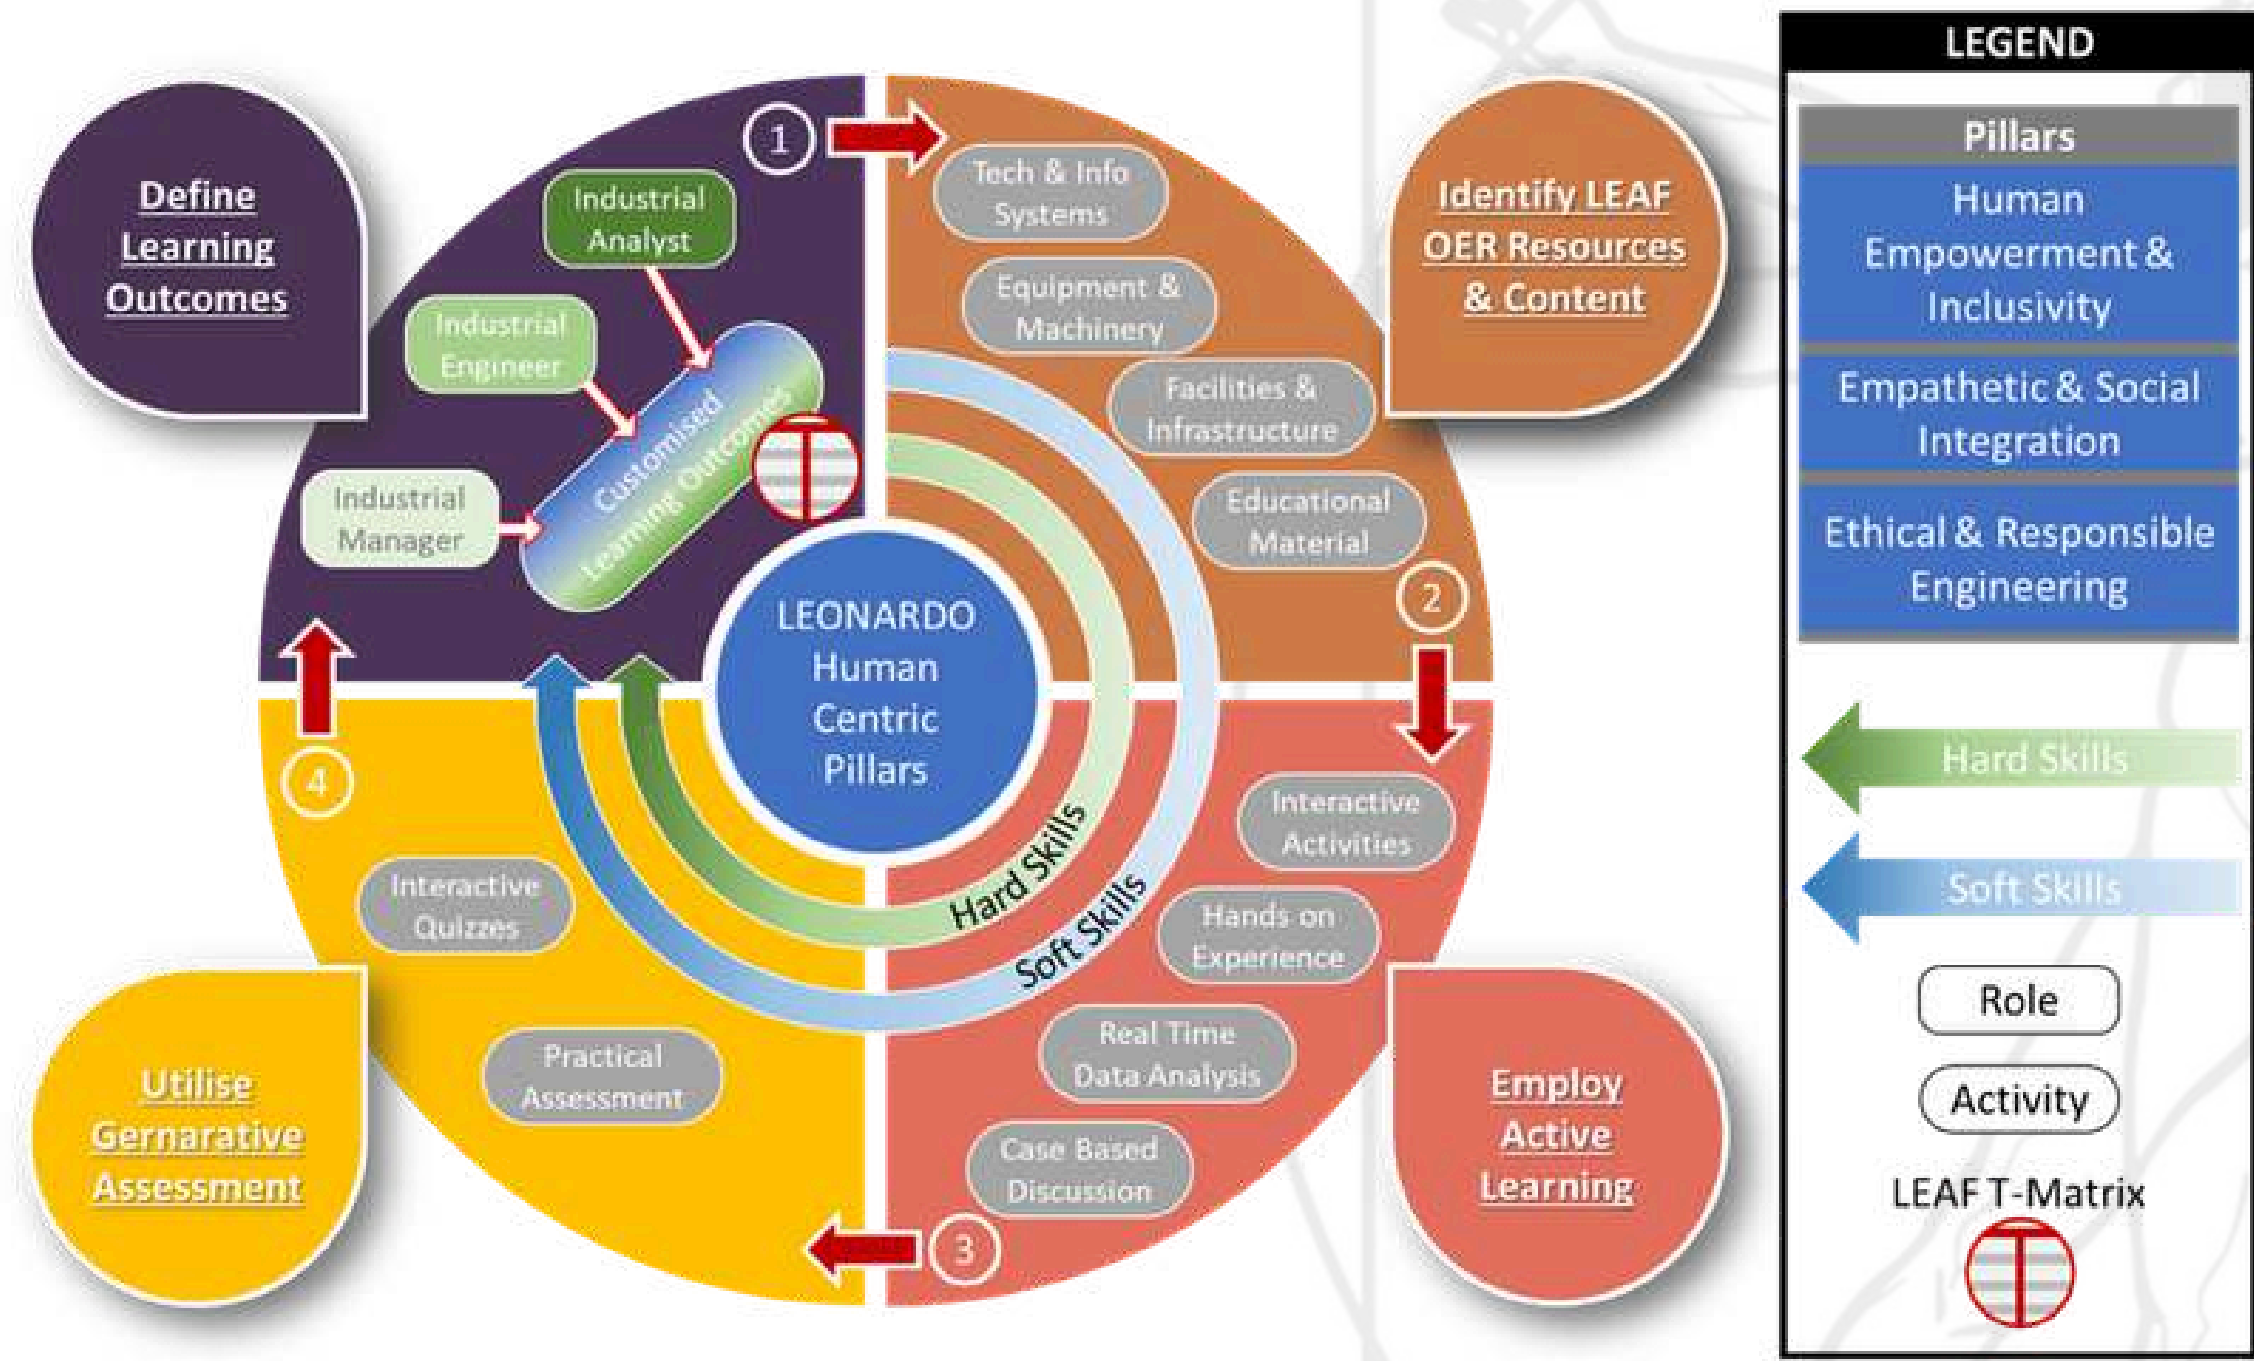 Define
Learning
Outcomes
1
Industrial
Analyst
Industrial
Engineer
Industrial
Manager
Customised
Learning Outcomes
Identify LEAF
OER Resources
& Content
Tech & Info
Systems
Equipment &
Machinery
Facilities &
Infrastructure
Educational
Material
2
LEONARDO
Human
Centric
Pillars
Hard Skills
Soft Skills
Interactive
Activities
Hands on
Experience
Real Time
Data Analysis
Case Based
Discussion
3
Employ
Active
Learning
4
Interactive
Quizzes
Practical
Assessment
Utilise
Gernarative
Assessment
LEGEND
Pillars
Human
Empowerment &
Inclusivity
Empathetic & Social
Integration
Ethical & Responsible
Engineering
Hard Skills
Soft Skills
Role
Activity
LEAF T-Matrix